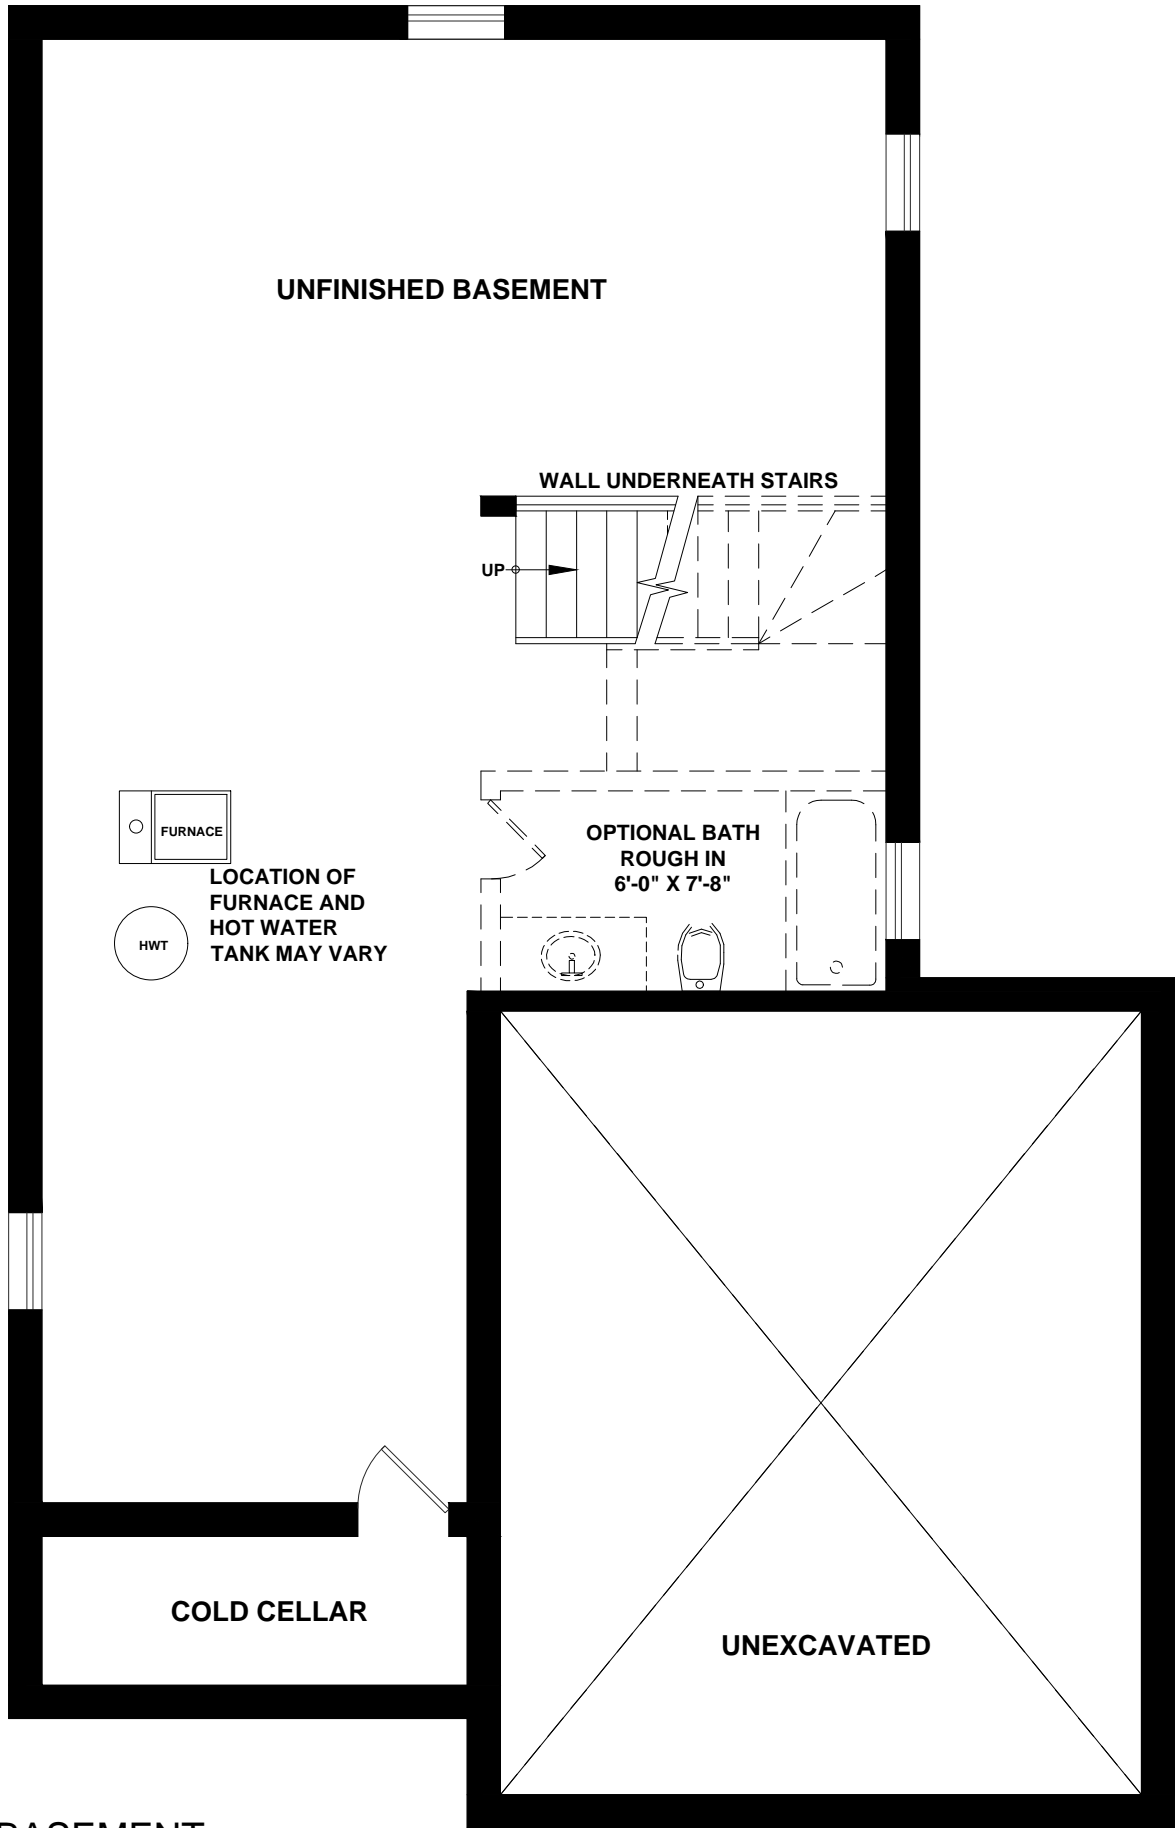 UNFINISHED BASEMENT
WALL UNDERNEATH STAIRS
UP
FURNACE
OPTIONAL BATH
ROUGH IN
6'-0" X 7'-8"
LOCATION OF
FURNACE AND
HOT WATER
TANK MAY VARY
HWT
COLD CELLAR
UNEXCAVATED
BASEMENT